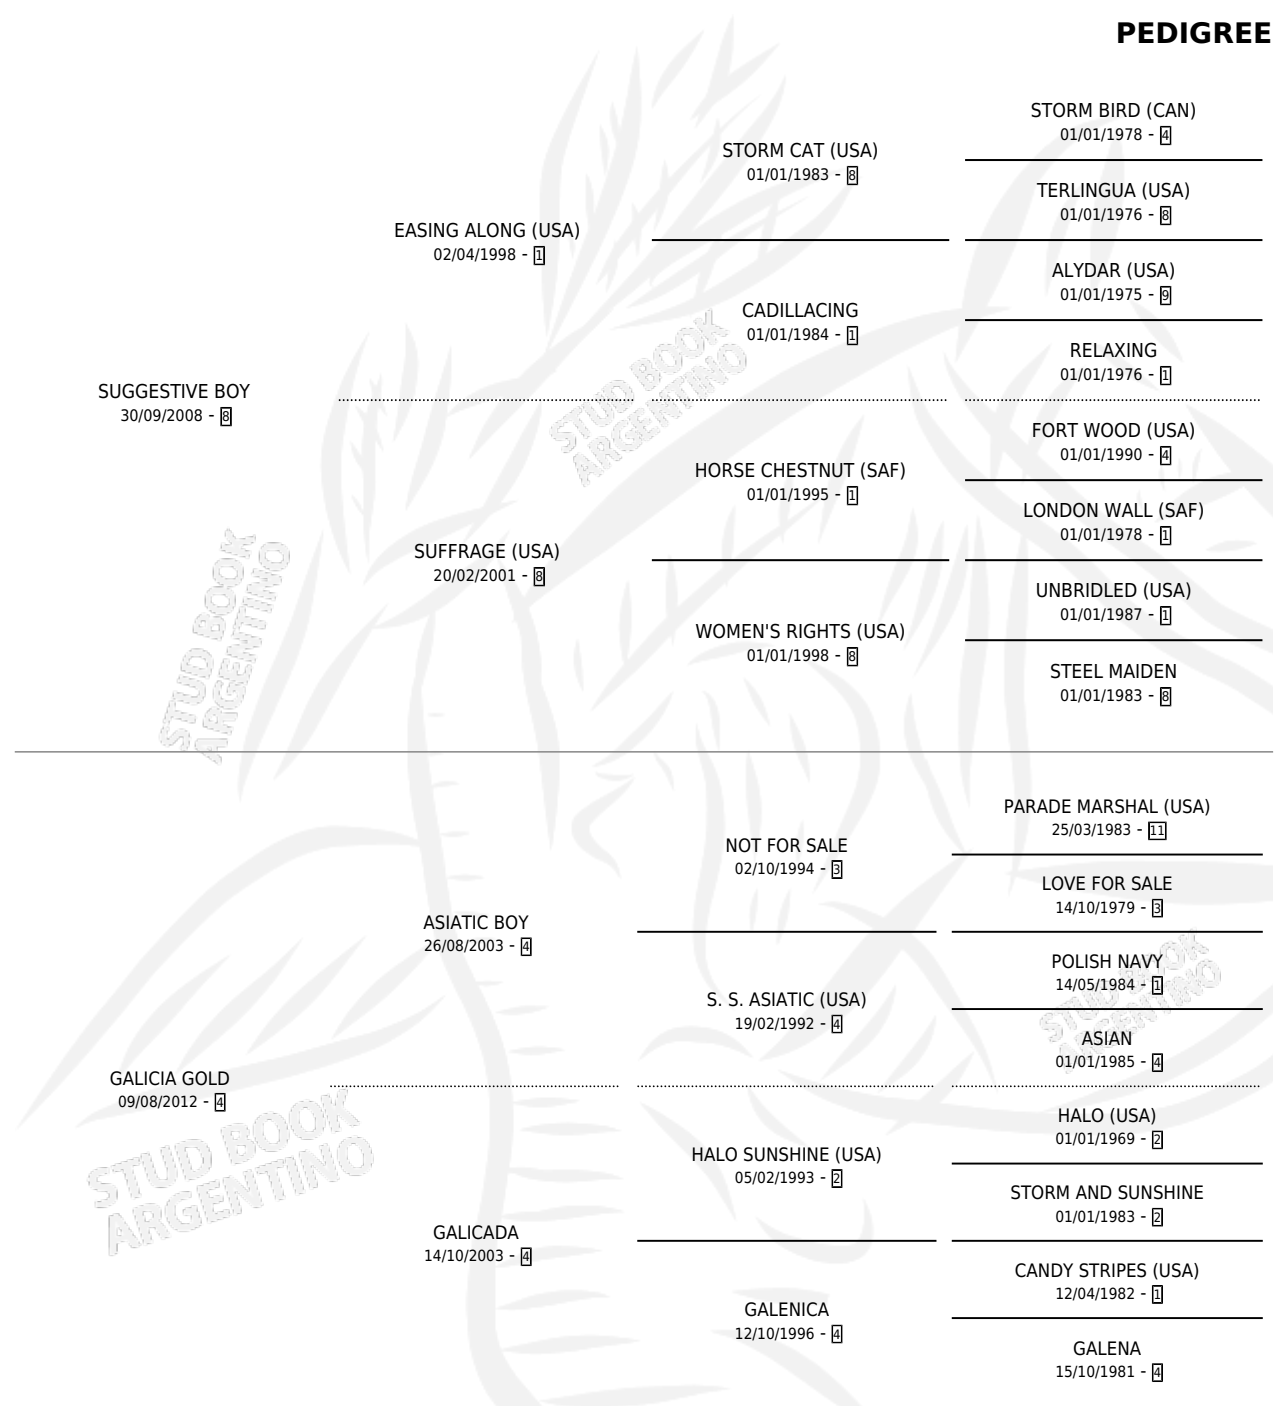 PEDIGREE
STORM BIRD (CAN)
01/01/1978 - 4
STORM CAT (USA)
01/01/1983 - 8
TERLINGUA (USA)
01/01/1976 - 8
EASING ALONG (USA)
02/04/1998 - 1
ALYDAR (USA)
01/01/1975 - 9
CADILLACING
01/01/1984 - 1
RELAXING
01/01/1976 - 1
SUGGESTIVE BOY
30/09/2008 - 8
FORT WOOD (USA)
01/01/1990 - 4
HORSE CHESTNUT (SAF)
01/01/1995 - 1
LONDON WALL (SAF)
01/01/1978 - 1
SUFFRAGE (USA)
20/02/2001 - 8
UNBRIDLED (USA)
01/01/1987 - 1
WOMEN'S RIGHTS (USA)
01/01/1998 - 8
STEEL MAIDEN
01/01/1983 - 8
PARADE MARSHAL (USA)
25/03/1983 - 11
NOT FOR SALE
02/10/1994 - 3
LOVE FOR SALE
14/10/1979 - 3
ASIATIC BOY
26/08/2003 - 4
POLISH NAVY
14/05/1984 - 1
S. S. ASIATIC (USA)
19/02/1992 - 4
ASIAN
01/01/1985 - 4
GALICIA GOLD
09/08/2012 - 4
HALO (USA)
01/01/1969 - 2
HALO SUNSHINE (USA)
05/02/1993 - 2
STORM AND SUNSHINE
01/01/1983 - 2
GALICADA
14/10/2003 - 4
CANDY STRIPES (USA)
12/04/1982 - 1
GALENICA
12/10/1996 - 4
GALENA
15/10/1981 - 4
STUD BOOK
ARGENTINO
STUD BOOK
ARGENTINO
STUD BOOK
ARGENTINO
STUD BOOK
ARGENTINO